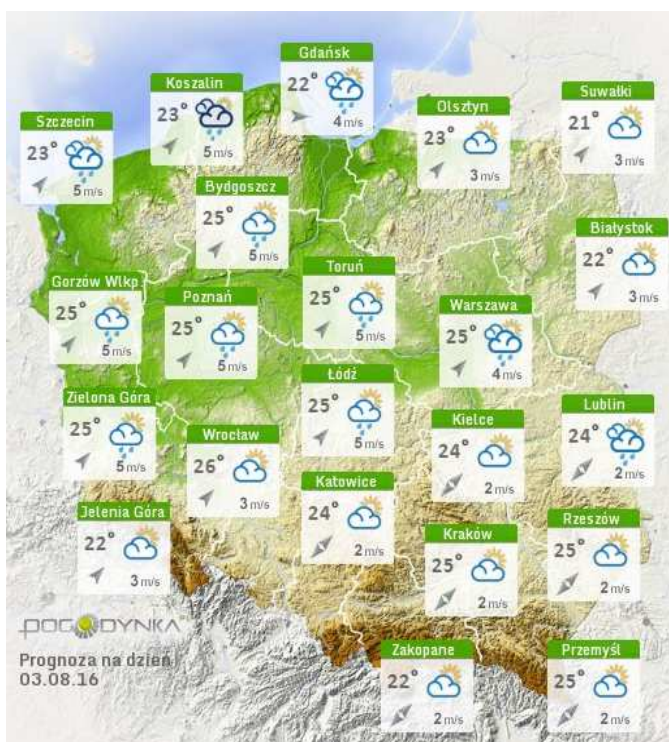 Gdańsk
22°
4 m/s
Koszalin
23°
5 m/s
Suwałki
21°
3 m/s
Olsztyn
23°
3 m/s
Szczecin
23°
5 m/s
Bydgoszcz
25°
5 m/s
Białystok
22°
3 m/s
Toruń
25°
5 m/s
Gorzów Wlkp
25°
5 m/s
Poznań
25°
5 m/s
Warszawa
25°
4 m/s
Łódź
25°
5 m/s
Zielona Góra
25°
5 m/s
Lublin
24°
2 m/s
Kielce
24°
2 m/s
Wrocław
26°
3 m/s
Katowice
24°
2 m/s
Jelenia Góra
22°
3 m/s
Rzeszów
25°
2 m/s
Kraków
25°
2 m/s
POGODYNKA
Prognoza na dzień
03.08.16
Zakopane
22°
2 m/s
Przemyśl
25°
2 m/s